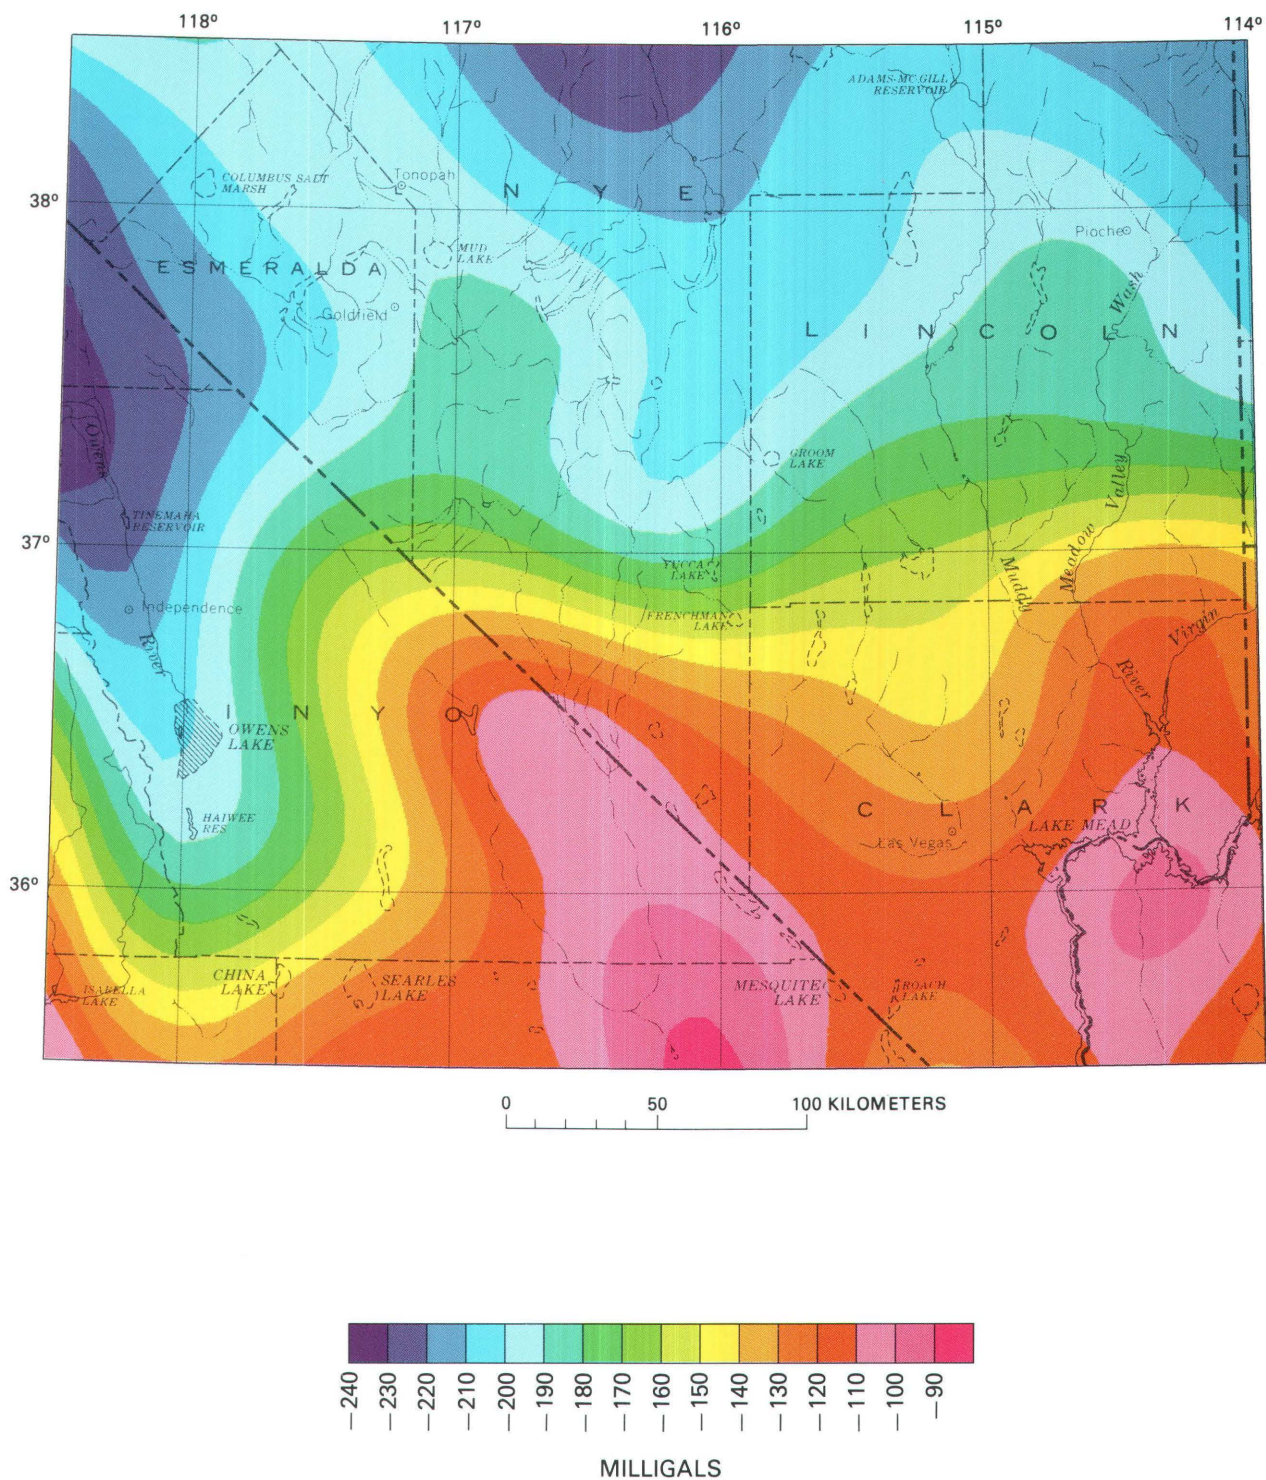 118° 117° 116° 115° 114°
ADAMS-MC GILL
RESERVOIR
COLUMBUS SALT
MARSH
Tonopah
N Y E
38°
Pioche
MUD
LAKE
ESMERALDA
Wash
Goldfield
LINCOLN
Owens
GROOM
LAKE
Valley
TINEMAHA
RESERVOIR
37°
Meadow
YUCCA
LAKE
Muddy
Independence
FRENCHMAN
LAKE
Virgin
River
River
I N Y O
OWENS
LAKE
CLARK
HAIWEE
RES
LAKE MEAD
Las Vegas
36°
CHINA
LAKE
SEARLES
LAKE
MESQUITE
LAKE
ROACH
LAKE
ISABELLA
LAKE
0 50 100 KILOMETERS
−240 −230 −220 −210 −200 −190 −180 −170 −160 −150 −140 −130 −120 −110 −100 −90
MILLIGALS